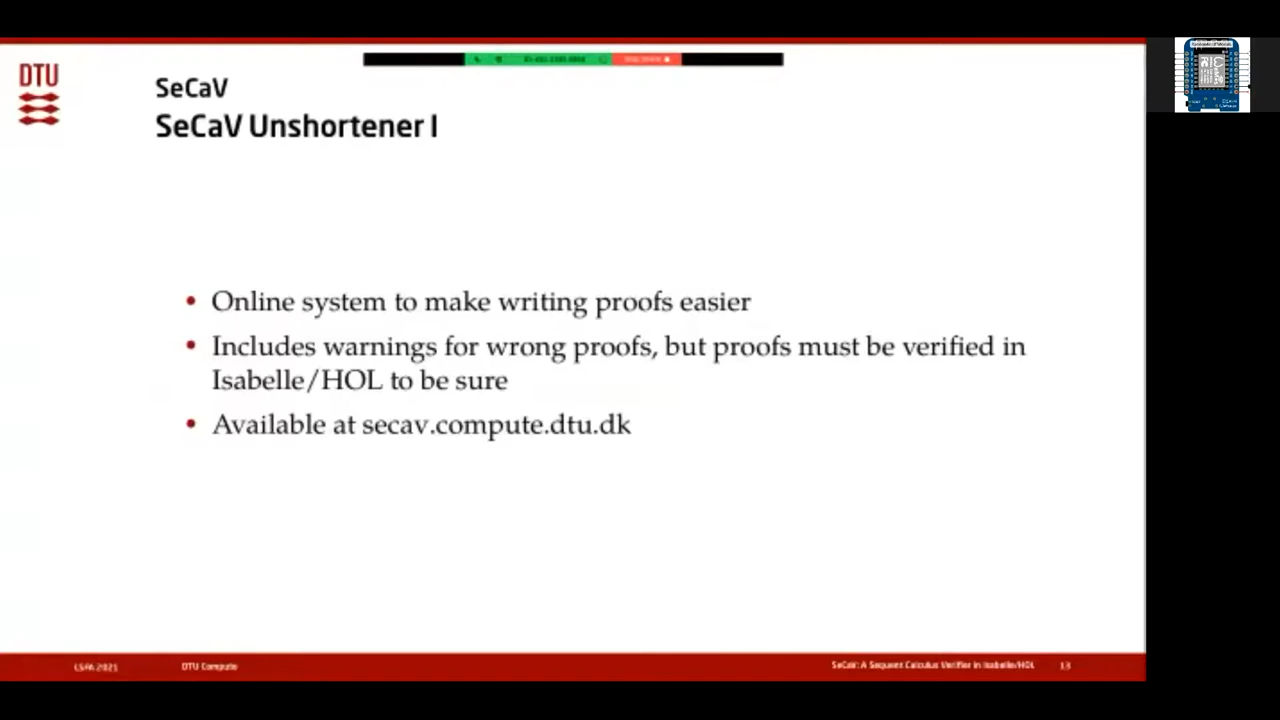 DTU
SeCaV
SeCaV Unshortener I
• Online system to make writing proofs easier
• Includes warnings for wrong proofs, but proofs must be verified in
Isabelle/HOL to be sure
• Available at secav.compute.dtu.dk
LSFA 2021
DTU Compute
SeCaV: A Sequent Calculus Verifier in Isabelle/HOL
13